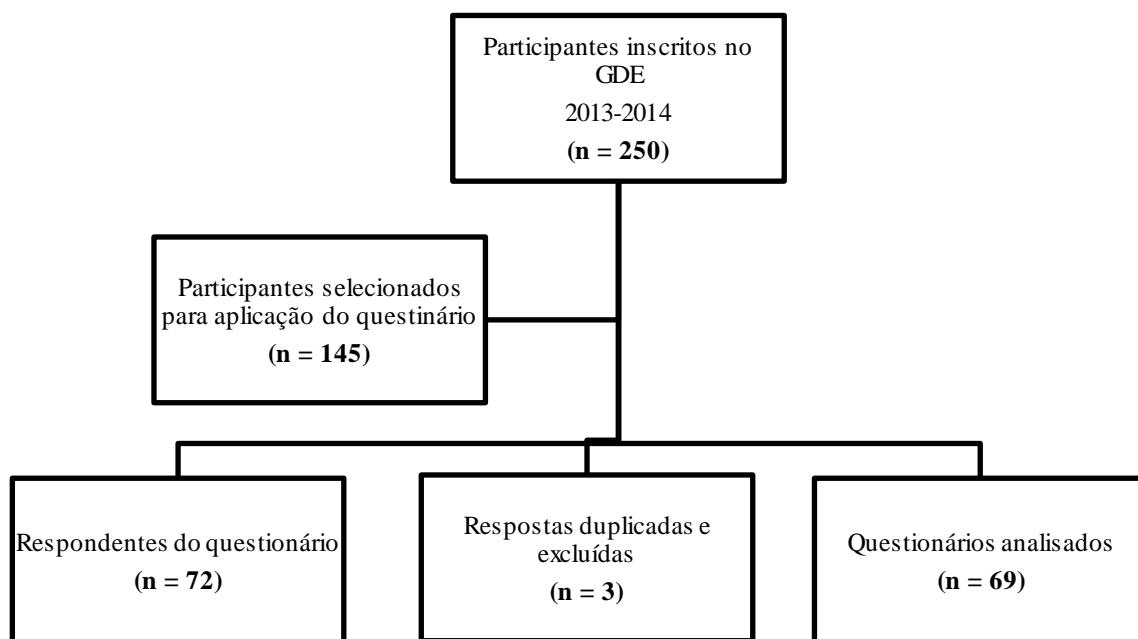 Participantes inscritos no
GDE
2013-2014
(n = 250)
Participantes selecionados
para aplicação do questinário
(n = 145)
Respondentes do questionário
(n = 72)
Respostas duplicadas e
excluídas
(n = 3)
Questionários analisados
(n = 69)